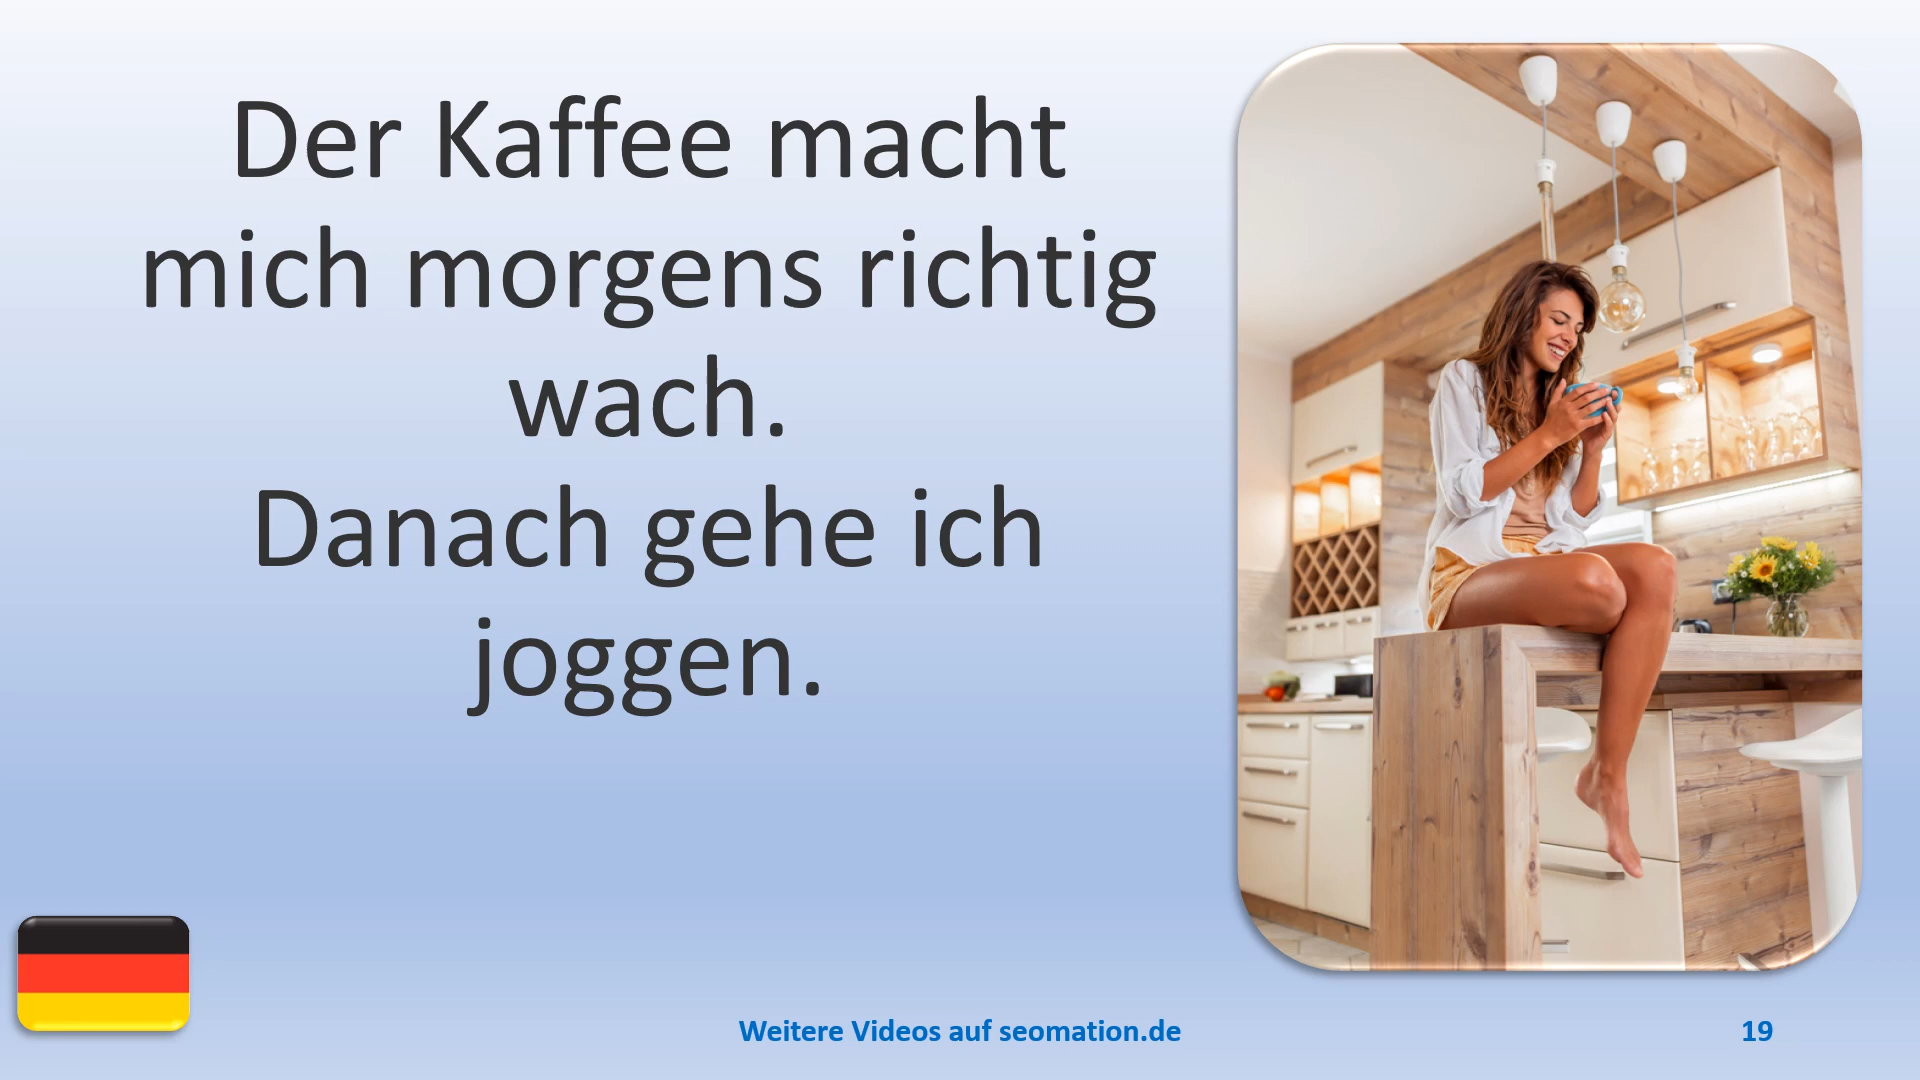 Der Kaffee macht
mich morgens richtig
wach.
Danach gehe ich
joggen.
Weitere Videos auf seomation.de
19